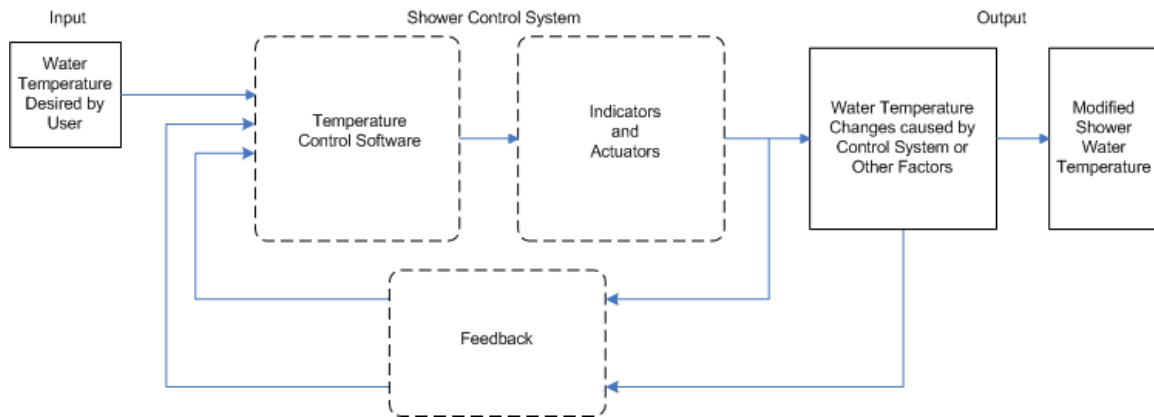 Input
Shower Control System
Output
Water
Temperature
Desired by
User
Temperature
Control Software
Indicators
and
Actuators
Water Temperature
Changes caused by
Control System or
Other Factors
Modified
Shower
Water
Temperature
Feedback